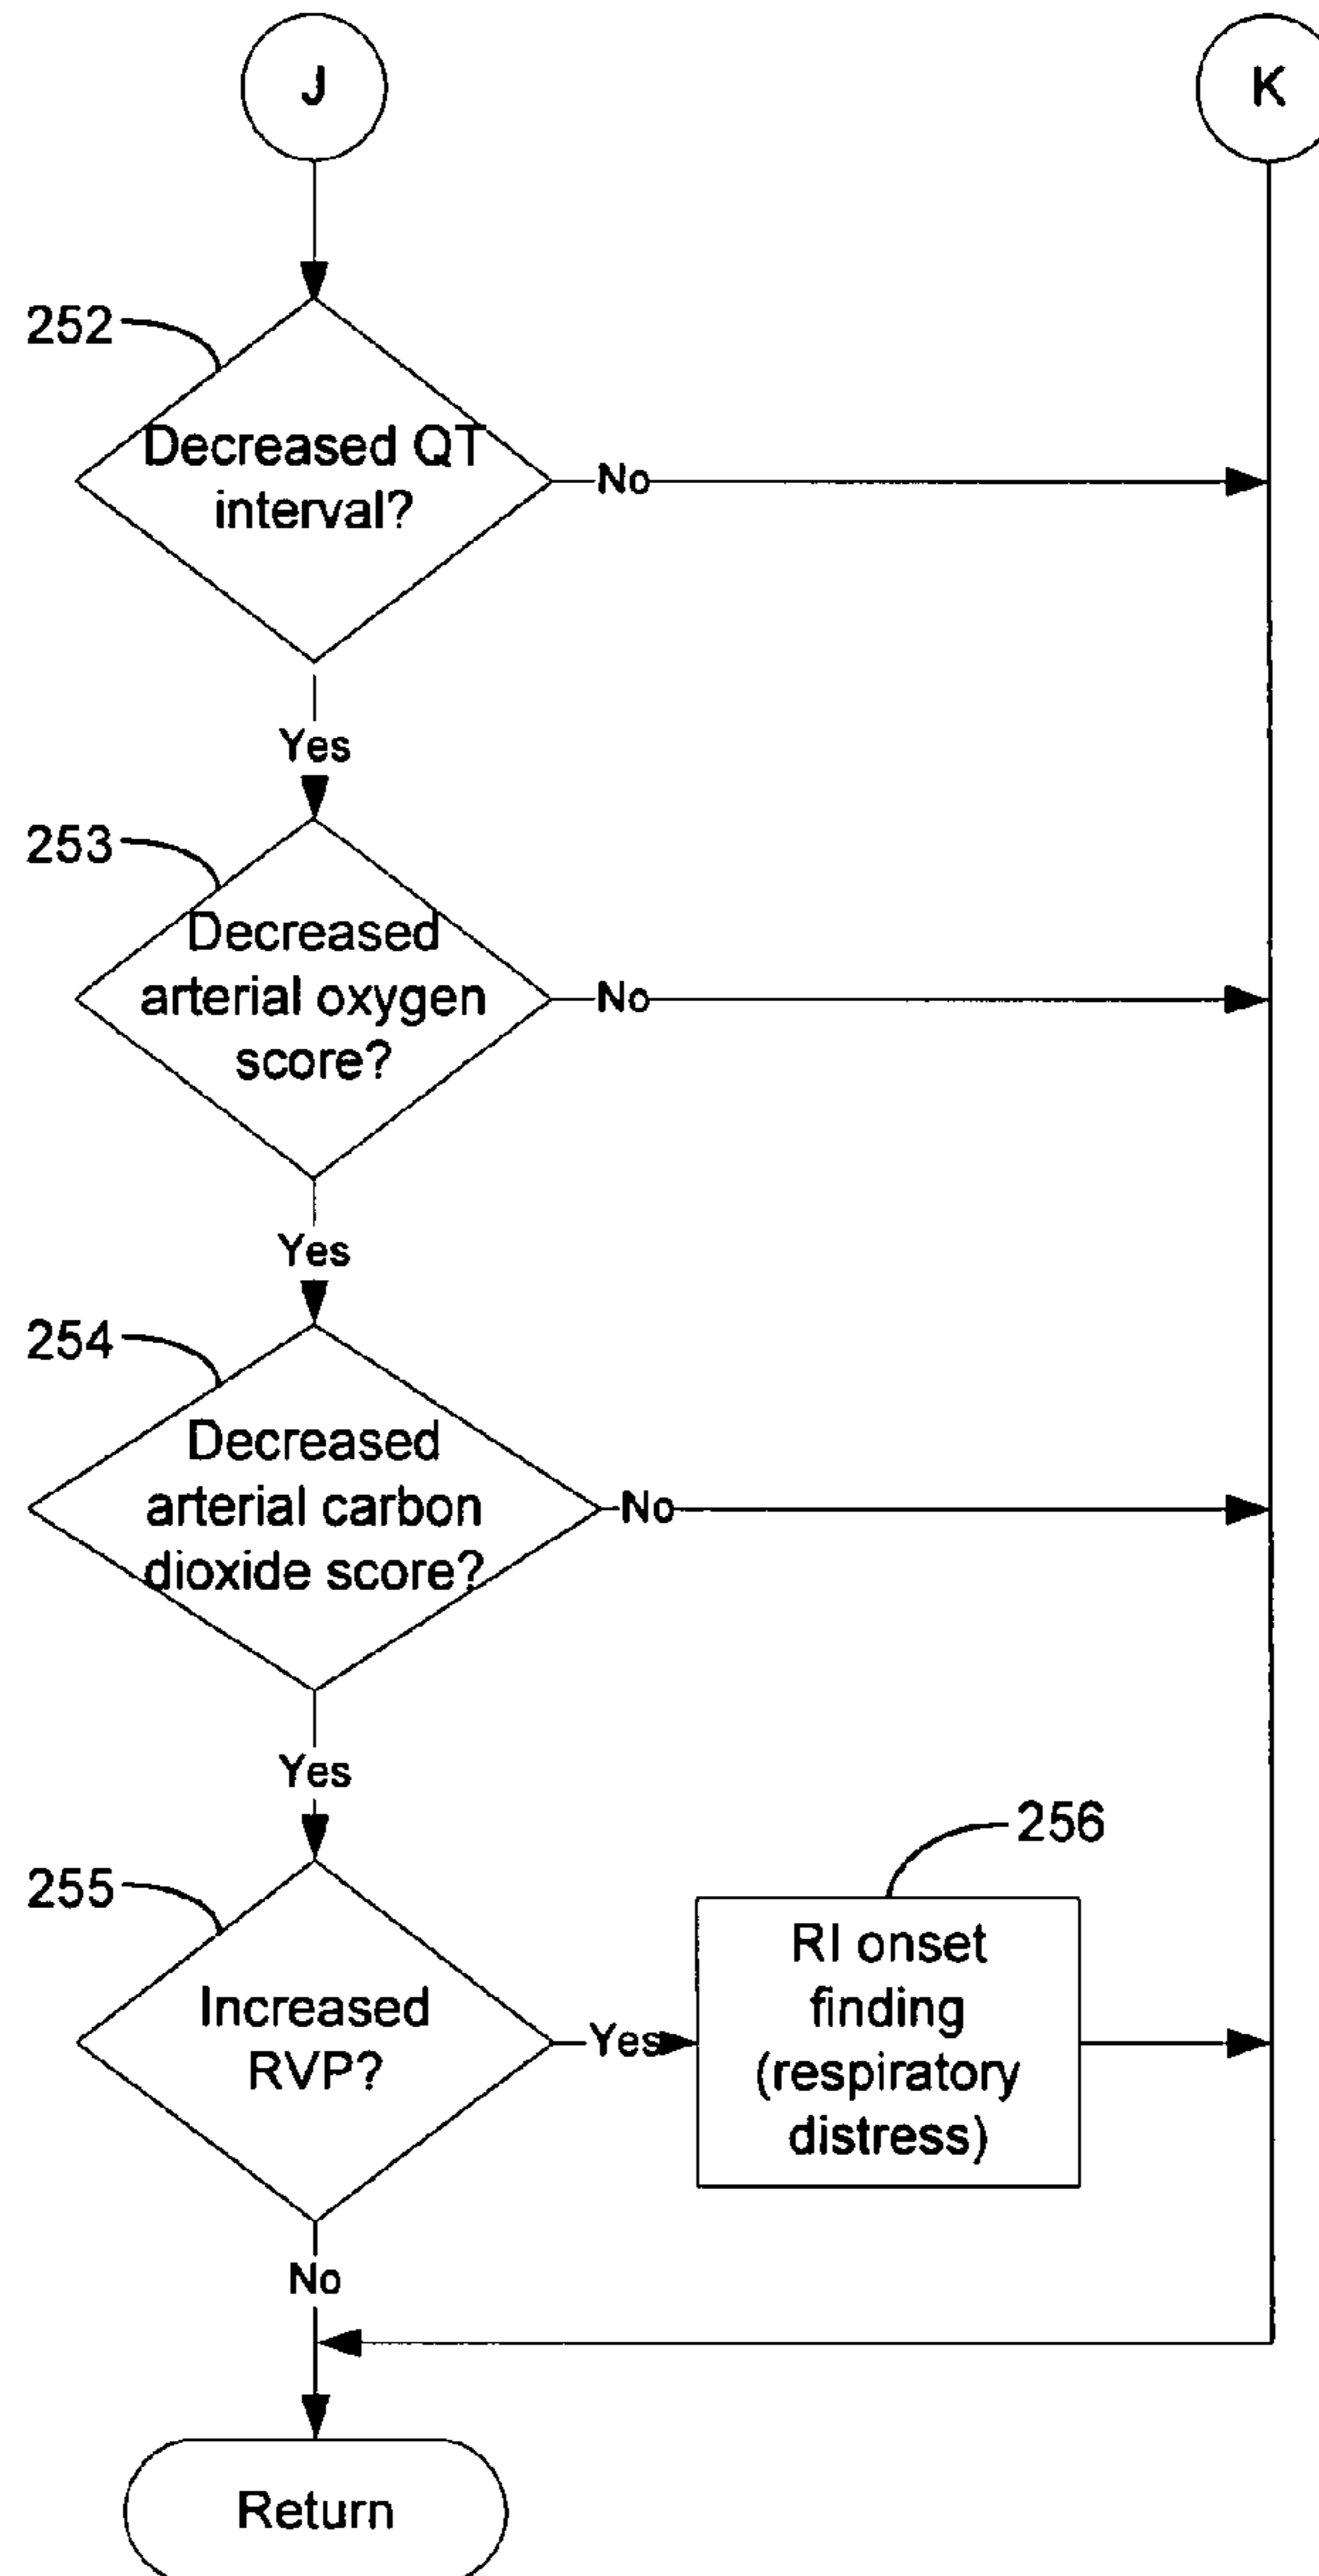 J
K
252
Decreased QT
interval?
No
Yes
253
Decreased
arterial oxygen
score?
No
Yes
254
Decreased
arterial carbon
dioxide score?
No
Yes
255
Increased
RVP?
Yes
256
RI onset
finding
(respiratory
distress)
No
Return